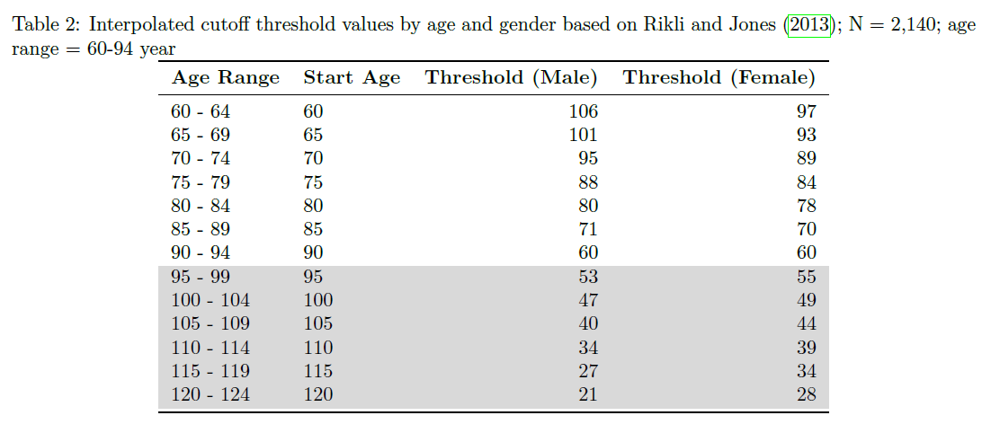 Table 2: Interpolated cutoff threshold values by age and gender based on Rikli and Jones (2013); N = 2,140; age
range = 60-94 year
Age Range Start Age Threshold (Male) Threshold (Female)
60 - 64 60 106 97
65 - 69 65 101 93
70 - 74 70 95 89
75 - 79 75 88 84
80 - 84 80 80 78
85 - 89 85 71 70
90 - 94 90 60 60
95 - 99 95 53 55
100 - 104 100 47 49
105 - 109 105 40 44
110 - 114 110 34 39
115 - 119 115 27 34
120 - 124 120 21 28